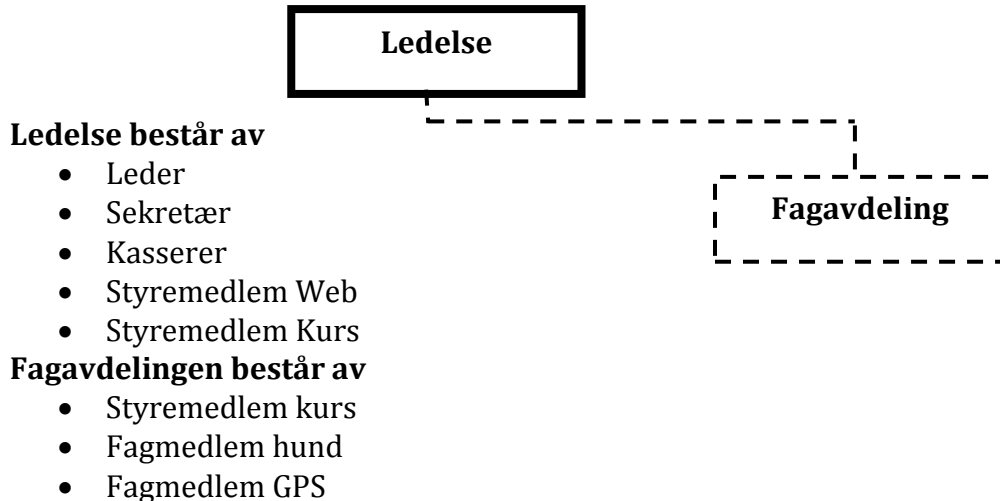 Ledelse
Ledelse består av
• Leder
• Sekretær
• Kasserer
• Styremedlem Web
• Styremedlem Kurs
Fagavdeling
Fagavdelingen består av
• Styremedlem kurs
• Fagmedlem hund
• Fagmedlem GPS